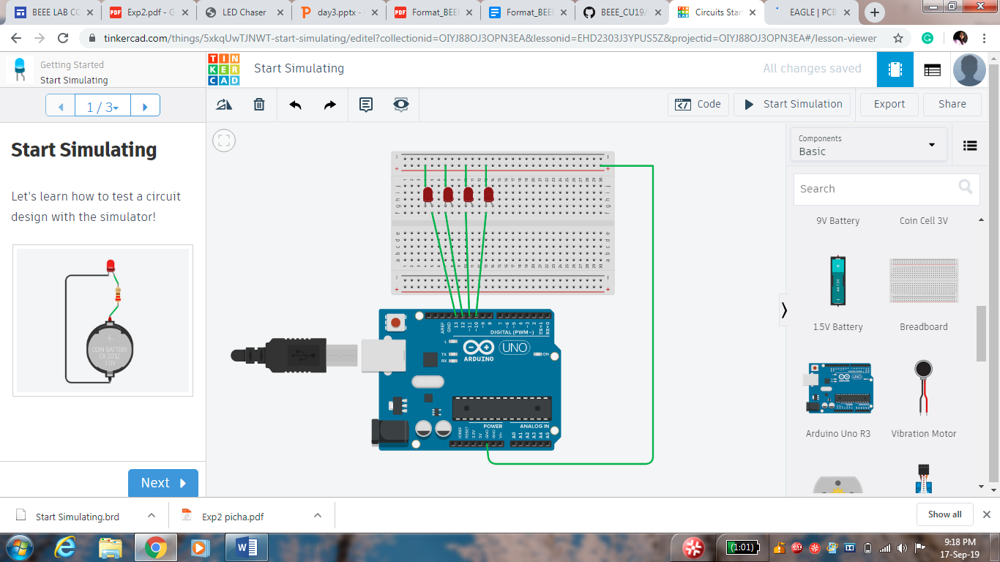 BEEE LAB CO
Exp2.pdf - G
LED Chaser
day3.pptx -
Format_BEEE
Format_BEEE
BEEE_CU19/
Circuits Star
EAGLE | PCB
tinkercad.com/things/5xkqUwTJNWT-start-simulating/editel?collectionid=OIYJ88OJ3OPN3EA&lessonid=EHD2303J3YPUS5Z&projectid=OIYJ88OJ3OPN3EA#/lesson-viewer
Getting Started
Start Simulating
TIN
KER
CAD
Start Simulating
All changes saved
1 / 3
Code
Start Simulation
Export
Share
Start Simulating
Let's learn how to test a circuit
design with the simulator!
COIN BATTERY
CR 2032
3.0V
Next
AREF
GND
13
12
~11
~10
~9
8
7
~6
~5
4
~3
2
TX→1
RX←0
DIGITAL (PWM~)
L
TX
RX
ARDUINO
UNO
ON
POWER
ANALOG IN
IOREF
RESET
3.3V
5V
GND
GND
Vin
A0
A1
A2
A3
A4
A5
Components
Basic
Search
9V Battery
Coin Cell 3V
AA 1.5V
1.5V Battery
Breadboard
Arduino Uno R3
Vibration Motor
Start Simulating.brd
Exp2 picha.pdf
Show all
(1:01)
9:18 PM
17-Sep-19